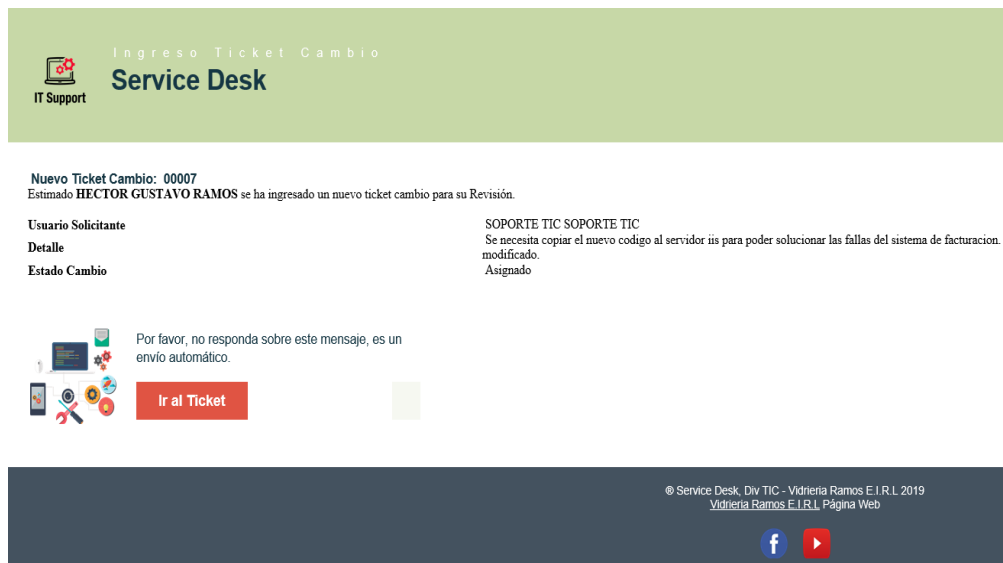 Ingreso Ticket Cambio
Service Desk
IT Support
Nuevo Ticket Cambio: 00007
Estimado HECTOR GUSTAVO RAMOS se ha ingresado un nuevo ticket cambio para su Revisión.
Usuario Solicitante SOPORTE TIC SOPORTE TIC
Detalle Se necesita copiar el nuevo codigo al servidor iis para poder solucionar las fallas del sistema de facturacion.
modificado.
Estado Cambio Asignado
Por favor, no responda sobre este mensaje, es un
envío automático.
Ir al Ticket
® Service Desk, Div TIC - Vidrieria Ramos E.I.R.L 2019
Vidrieria Ramos E.I.R.L Página Web